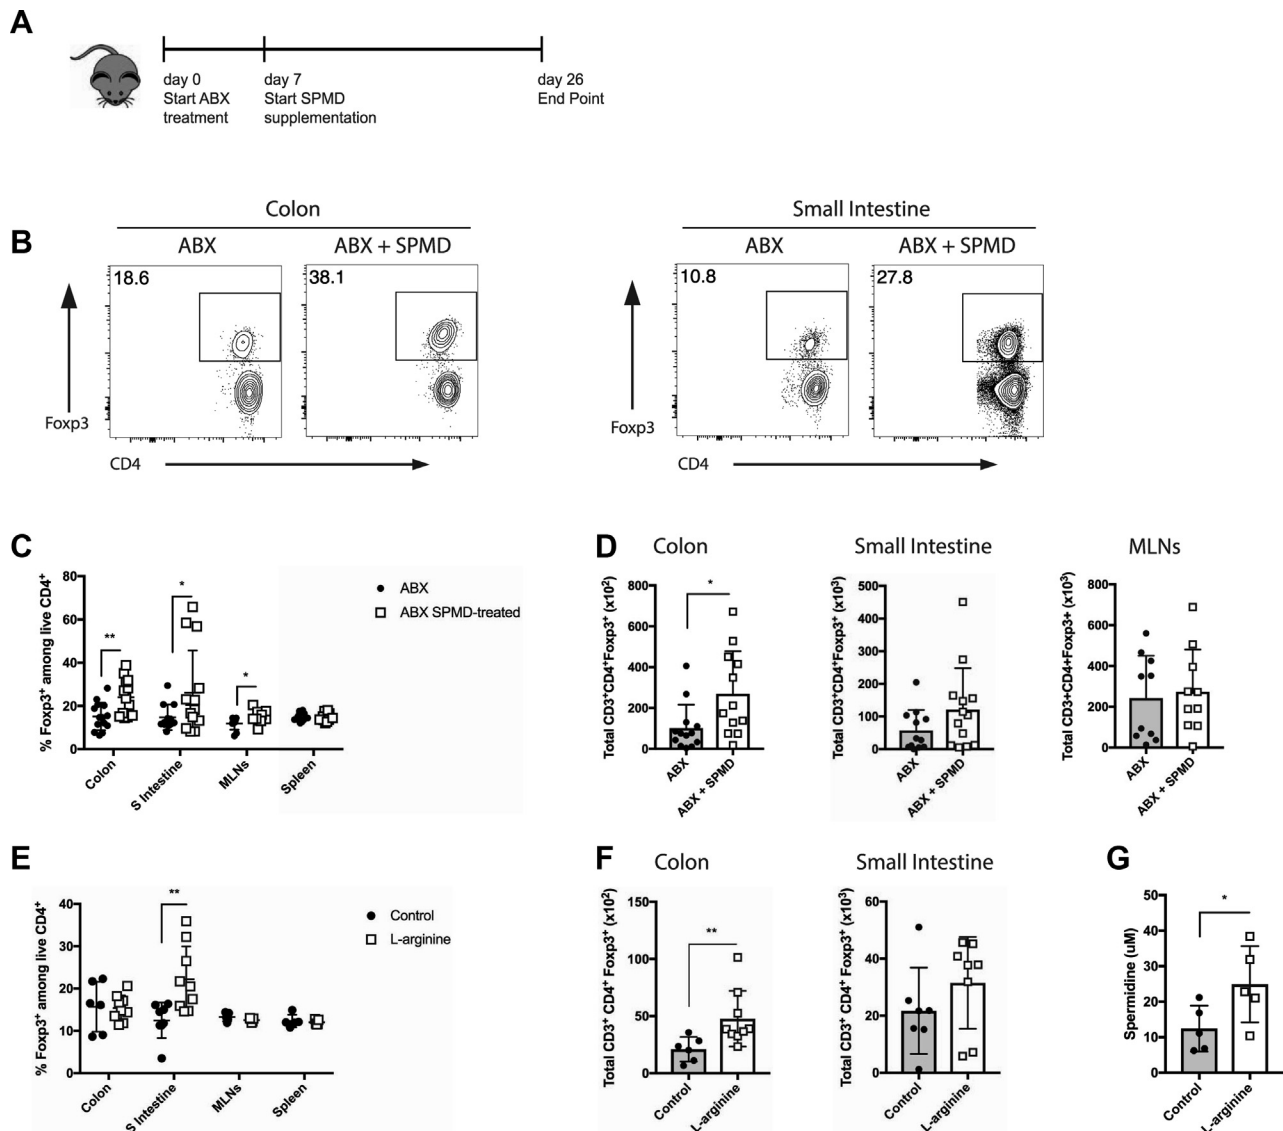 A
day 0
Start ABX
treatment
day 7
Start SPMD
supplementation
day 26
End Point
B
Colon
ABX
ABX + SPMD
18.6
38.1
Foxp3
CD4
Small Intestine
ABX
ABX + SPMD
10.8
27.8
Foxp3
CD4
C
% Foxp3⁺ among live CD4⁺
80
60
40
20
0
**
*
*
Colon
S Intestine
MLNs
Spleen
ABX
ABX SPMD-treated
D
Colon
Total CD3⁺CD4⁺Foxp3⁺ (x10²)
800
600
400
200
0
*
ABX
ABX + SPMD
Small Intestine
Total CD3⁺CD4⁺Foxp3⁺ (x10³)
500
400
300
200
100
0
ABX
ABX + SPMD
MLNs
Total CD3+CD4+Foxp3+ (x10³)
800
600
400
200
0
ABX
ABX + SPMD
E
% Foxp3⁺ among live CD4⁺
40
30
20
10
0
**
Colon
S Intestine
MLNs
Spleen
Control
L-arginine
F
Colon
Total CD3⁺ CD4⁺ Foxp3⁺ (x10²)
150
100
50
0
**
Control
L-arginine
Small Intestine
Total CD3⁺ CD4⁺ Foxp3⁺ (x10³)
60
40
20
0
Control
L-arginine
G
Spermidine (uM)
50
40
30
20
10
0
*
Control
L-arginine